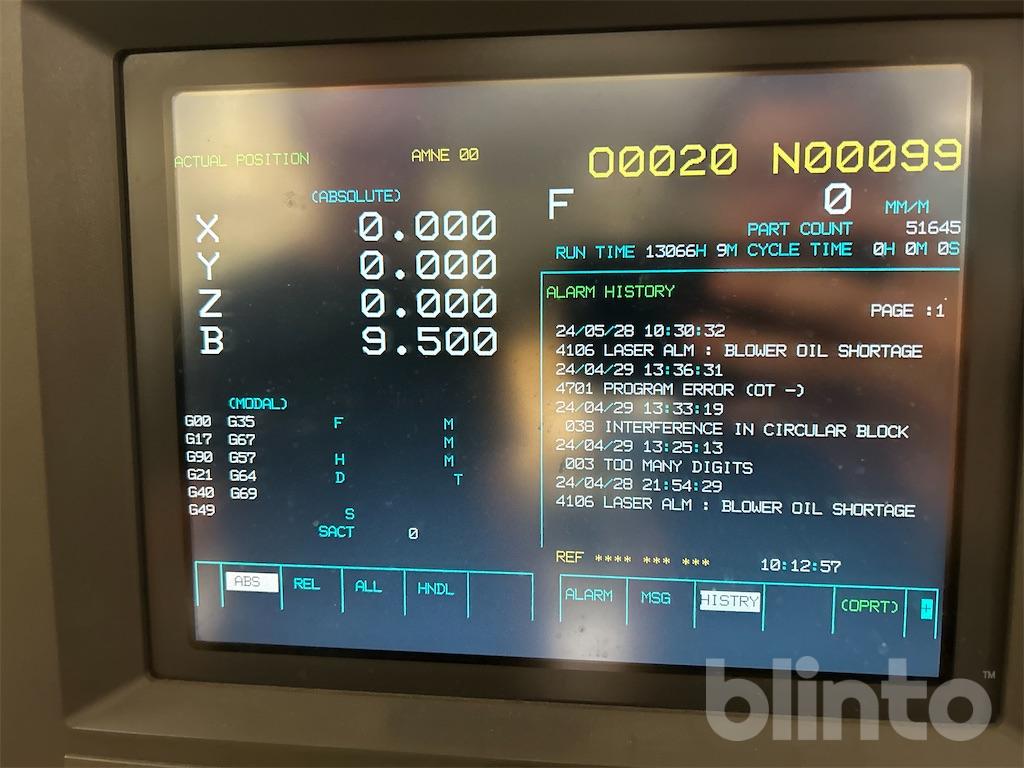 ACTUAL POSITION AMNE 00
O0020 N00099
(ABSOLUTE)
X 0.000
Y 0.000
Z 0.000
B 9.500
F 0 MM/M
PART COUNT 51645
RUN TIME 13066H 9M CYCLE TIME 0H 0M 0S
(MODAL)
G00 G35 F M
G17 G67 M
G90 G57 H M
G21 G64 D T
G40 G69
G49 S
SACT 0
ALARM HISTORY
PAGE :1
24/05/28 10:30:32
4106 LASER ALM : BLOWER OIL SHORTAGE
24/04/29 13:36:31
4701 PROGRAM ERROR (OT -)
24/04/29 13:33:19
038 INTERFERENCE IN CIRCULAR BLOCK
24/04/29 13:25:13
003 TOO MANY DIGITS
24/04/28 21:54:29
4106 LASER ALM : BLOWER OIL SHORTAGE
REF **** *** *** 10:12:57
ABS REL ALL HNDL
ALARM MSG HISTRY (OPRT) +
blinto™